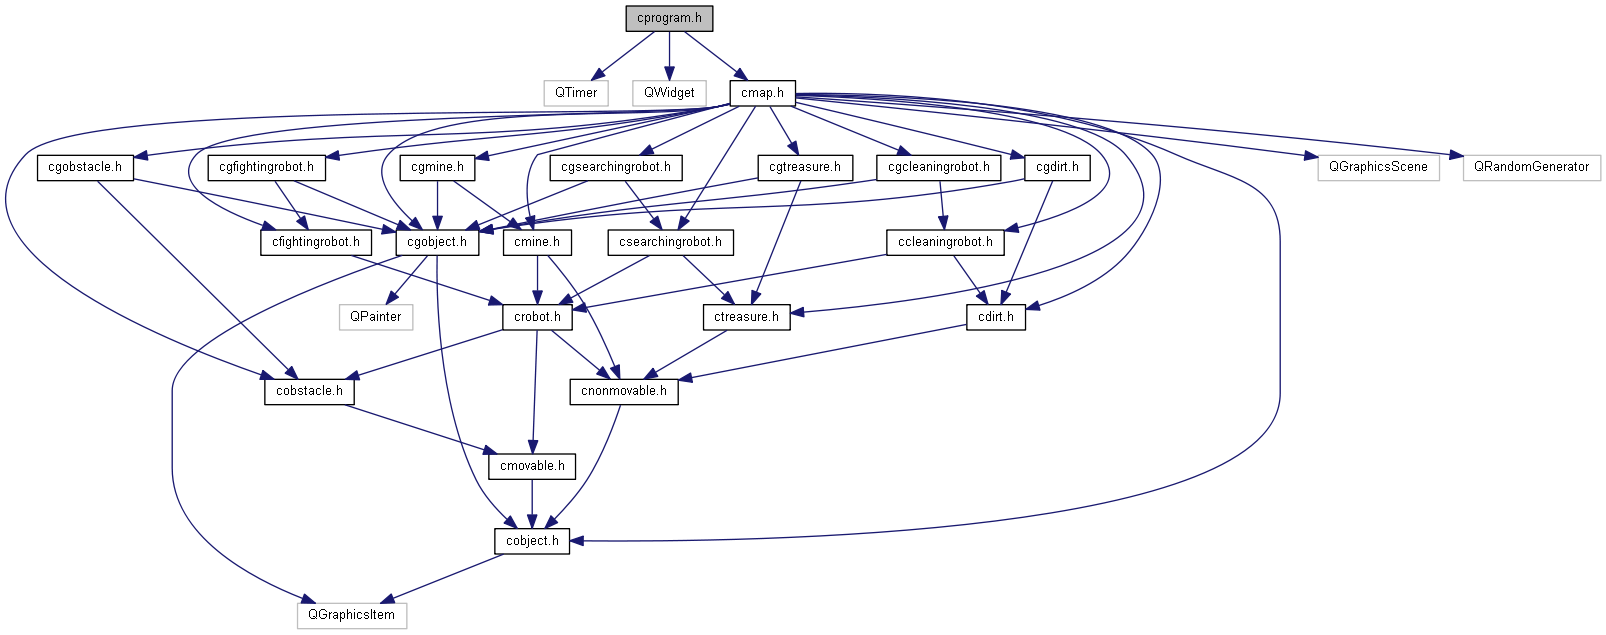 cprogram.h
QTimer
QWidget
cmap.h
cgobstacle.h
cgfightingrobot.h
cgmine.h
cgsearchingrobot.h
cgtreasure.h
cgcleaningrobot.h
cgdirt.h
QGraphicsScene
QRandomGenerator
cfightingrobot.h
cgobject.h
cmine.h
csearchingrobot.h
ccleaningrobot.h
QPainter
crobot.h
ctreasure.h
cdirt.h
cobstacle.h
cnonmovable.h
cmovable.h
cobject.h
QGraphicsItem